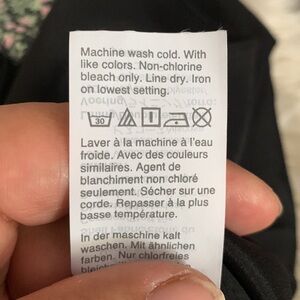 Machine wash cold. With
like colors. Non-chlorine
bleach only. Line dry. Iron
on lowest setting.
30
Laver à la machine à l'eau
froide. Avec des couleurs
similaires. Agent de
blanchiment non chloré
seulement. Sécher sur une
corde. Repasser à la plus
basse température.
In der maschine kalt
waschen. Mit ähnlichen
farben. Nur chlorfreies